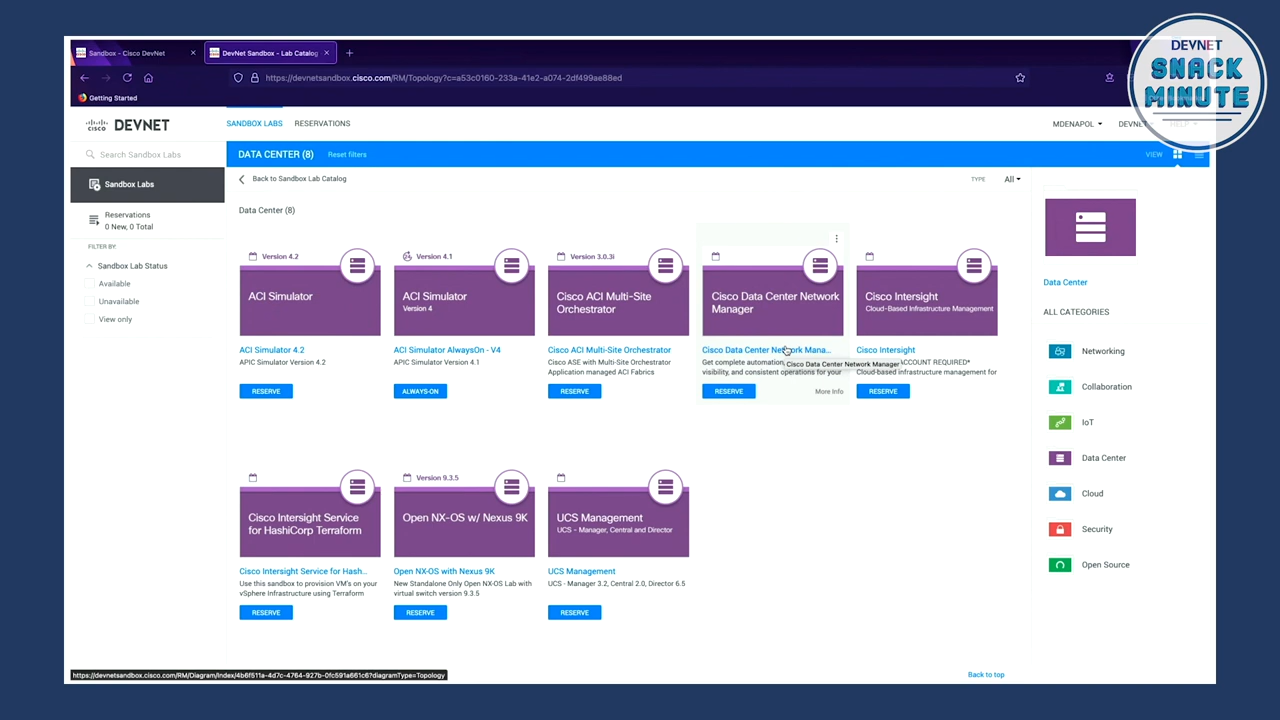 DEVNET
SNACK
MINUTE
Sandbox - Cisco DevNet
DevNet Sandbox - Lab Catalog
https://devnetsandbox.cisco.com/RM/Topology?c=a53c0160-233a-41e2-a074-2df499ae88ed
Getting Started
CISCO DEVNET
SANDBOX LABS
RESERVATIONS
MDENAPOL
DEVNET
HELP
Search Sandbox Labs
DATA CENTER (8)
Reset filters
VIEW
Sandbox Labs
Reservations
0 New, 0 Total
FILTER BY:
Sandbox Lab Status
Available
Unavailable
View only
Back to Sandbox Lab Catalog
TYPE
All
Data Center (8)
Version 4.2
ACI Simulator
ACI Simulator 4.2
APIC Simulator Version 4.2
RESERVE
Version 4.1
ACI Simulator
Version 4
ACI Simulator AlwaysOn - V4
APIC Simulator Version 4.1
ALWAYS-ON
Version 3.0.3i
Cisco ACI Multi-Site
Orchestrator
Cisco ACI Multi-Site Orchestrator
Cisco ASE with Multi-Site Orchestrator
Application managed ACI Fabrics
RESERVE
Cisco Data Center Network
Manager
Cisco Data Center Network Mana...
Get complete automation,
visibility, and consistent operations for your
Cisco Data Center Network Manager
RESERVE
More Info
Cisco Intersight
Cloud-Based Infrastructure Management
Cisco Intersight
ACCOUNT REQUIRED*
Cloud-based infrastructure management for
RESERVE
Cisco Intersight Service
for HashiCorp Terraform
Cisco Intersight Service for Hash...
Use this sandbox to provision VM's on your
vSphere Infrastructure using Terraform
RESERVE
Version 9.3.5
Open NX-OS w/ Nexus 9K
Open NX-OS with Nexus 9K
New Standalone Only Open NX-OS Lab with
virtual switch version 9.3.5
RESERVE
UCS Management
UCS - Manager, Central and Director
UCS Management
UCS - Manager 3.2, Central 2.0, Director 6.5
RESERVE
Data Center
ALL CATEGORIES
Networking
Collaboration
IoT
Data Center
Cloud
Security
Open Source
https://devnetsandbox.cisco.com/RM/Diagram/Index/4b6f511a-4d7c-4764-927b-0fc591a661c6?diagramType=Topology
Back to top